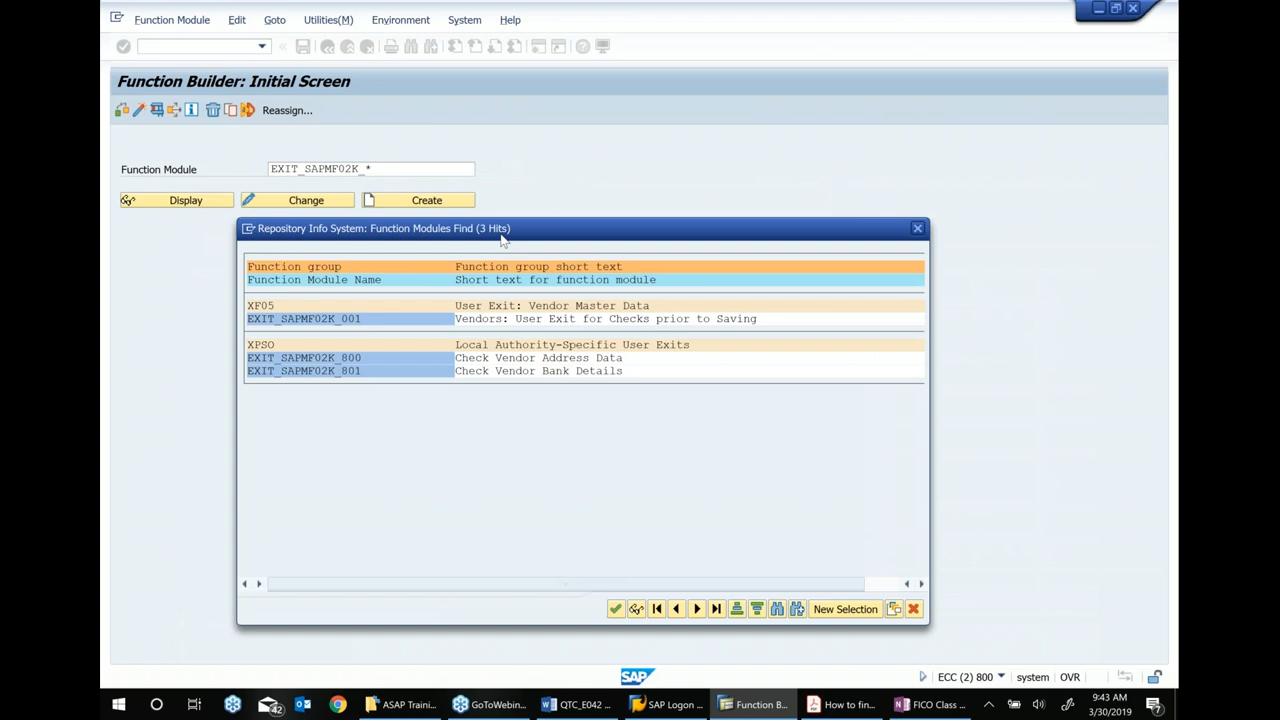 Function Module Edit Goto Utilities(M) Environment System Help
Function Builder: Initial Screen
Reassign...
Function Module EXIT_SAPMF02K_*
Display Change Create
Repository Info System: Function Modules Find (3 Hits)
Function group Function group short text
Function Module Name Short text for function module
XF05 User Exit: Vendor Master Data
EXIT_SAPMF02K_001 Vendors: User Exit for Checks prior to Saving
XPSO Local Authority-Specific User Exits
EXIT_SAPMF02K_800 Check Vendor Address Data
EXIT_SAPMF02K_801 Check Vendor Bank Details
New Selection
SAP
ECC (2) 800 system OVR
42 ASAP Traini... GoToWebin... QTC_E042 ... SAP Logon ... Function B... How to fin... FICO Class ...
9:43 AM
3/30/2019
7